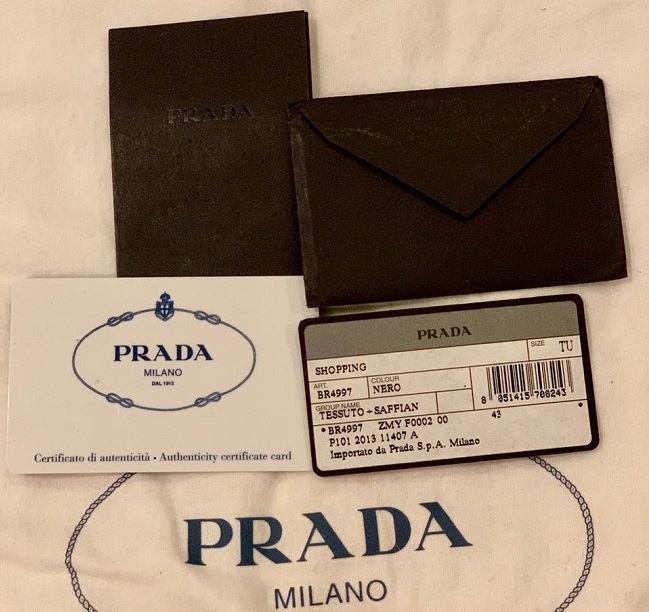 PRADA
PRADA
MILANO
DAL 1913
Certificato di autenticità • Authenticity certificate card
PRADA
SIZE TU
SHOPPING
ART. BR4997
COLOUR NERO
GROUP NAME
TESSUTO+SAFFIAN
8 051415 708243
*BR4997 ZMY F0002 00 43 *
P101 2013 11407 A
Importato da Prada S.p.A. Milano
PRADA
MILANO